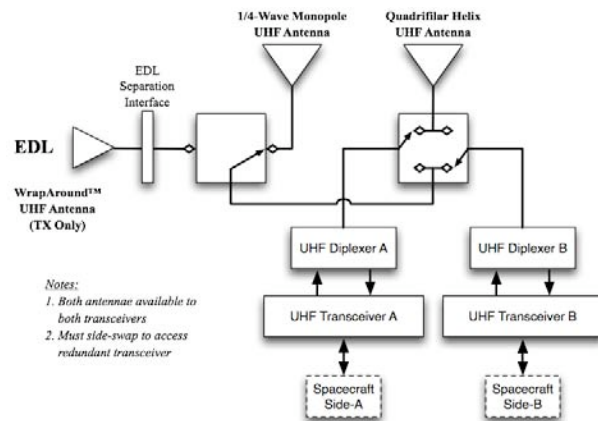 1/4-Wave Monopole
UHF Antenna
Quadrifilar Helix
UHF Antenna
EDL
Separation
Interface
EDL
WrapAround™
UHF Antenna
(TX Only)
UHF Diplexer A
UHF Diplexer B
Notes:
1. Both antennae available to
both transceivers
2. Must side-swap to access
redundant transceiver
UHF Transceiver A
UHF Transceiver B
Spacecraft
Side-A
Spacecraft
Side-B